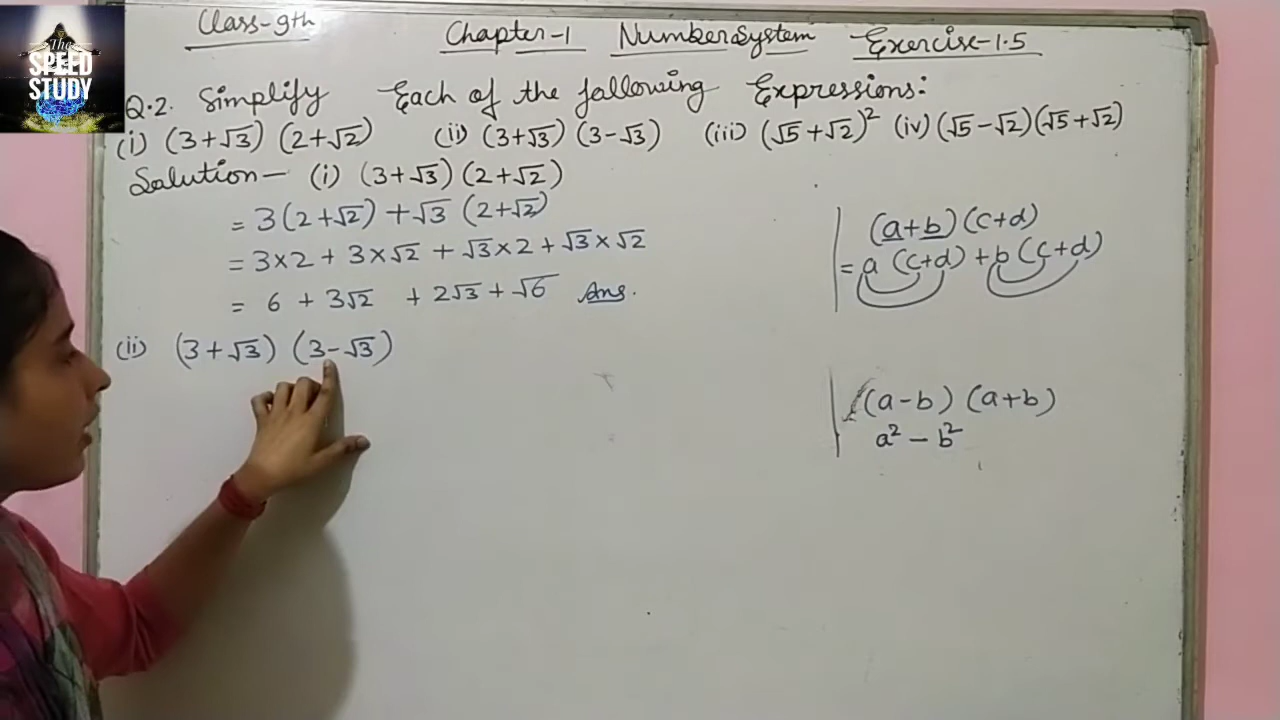 The
SPEED
STUDY
Class-9th
Chapter-1 Number System Exercise-1.5
Q.2. Simplify Each of the following Expressions:
(i) (3+√3) (2+√2) (ii) (3+√3) (3-√3) (iii) (√5+√2)² (iv) (√5-√2)(√5+√2)
Solution— (i) (3+√3) (2+√2)
= 3(2+√2) + √3 (2+√2)
= 3×2 + 3×√2 + √3×2 + √3×√2
= 6 + 3√2 + 2√3 + √6 Ans.
(ii) (3+√3) (3-√3)
(a+b) (c+d)
= a (c+d) + b (c+d)
(a-b) (a+b)
a² - b²